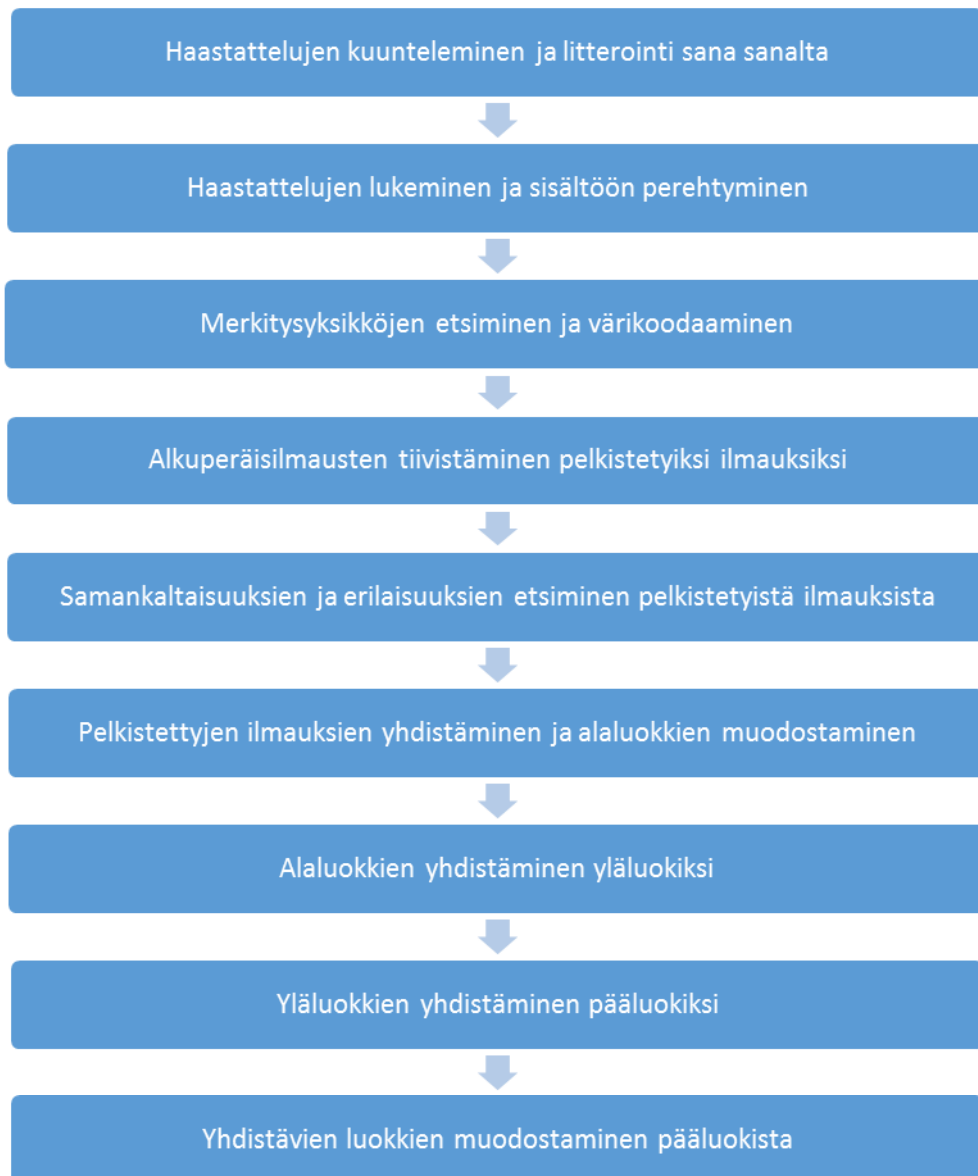 Haastattelujen kuunteleminen ja litterointi sana sanalta
Haastattelujen lukeminen ja sisältöön perehtyminen
Merkitysyksikköjen etsiminen ja värikoodaaminen
Alkuperäisilmausten tiivistäminen pelkistetyiksi ilmauksiksi
Samankaltaisuuksien ja erilaisuuksien etsiminen pelkistetyistä ilmauksista
Pelkistettyjen ilmauksien yhdistäminen ja alaluokkien muodostaminen
Alaluokkien yhdistäminen yläluokiksi
Yläluokkien yhdistäminen pääluokiksi
Yhdistävien luokkien muodostaminen pääluokista